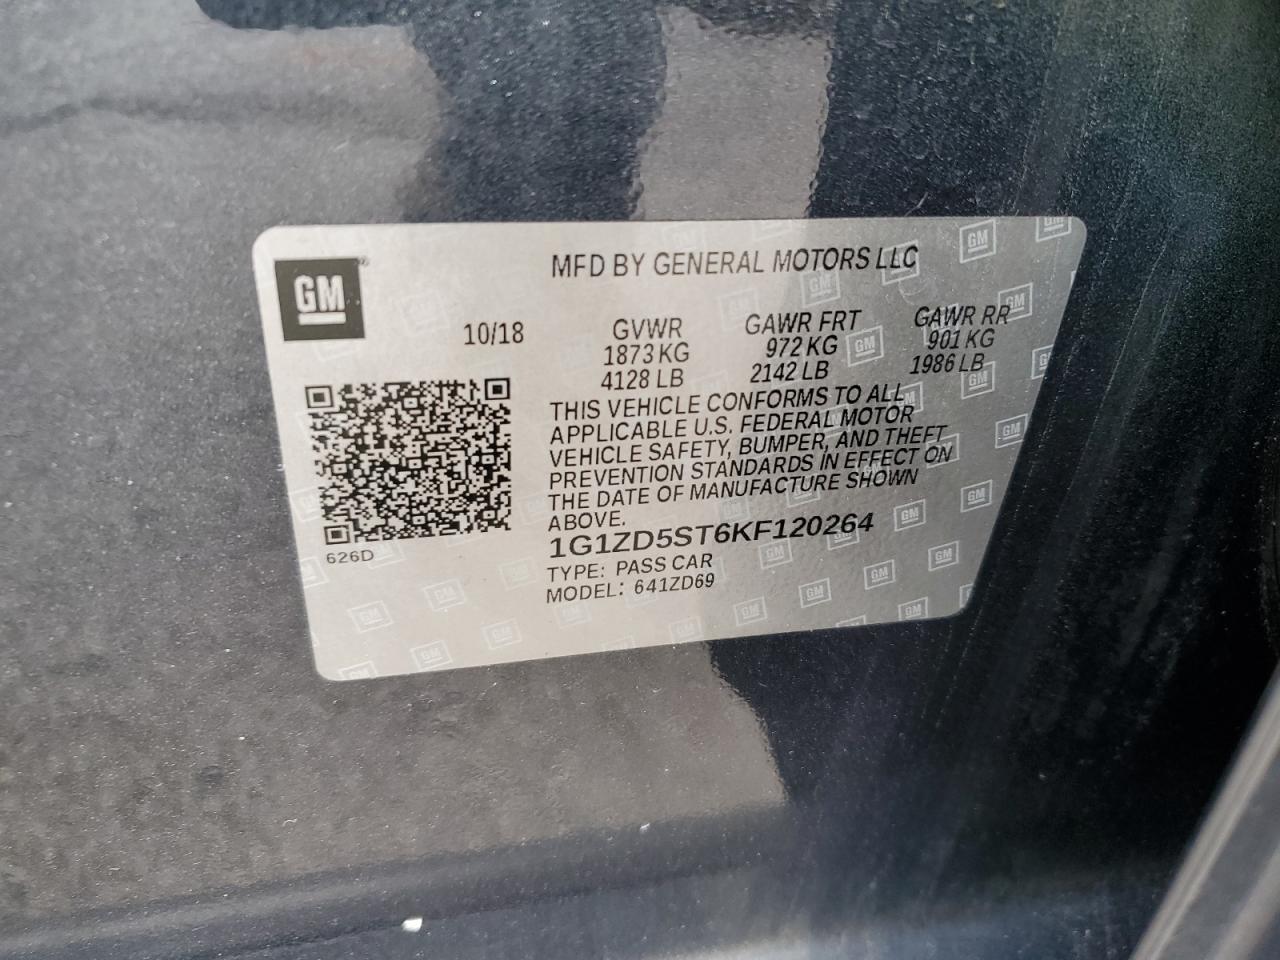 GM
MFD BY GENERAL MOTORS LLC
10/18 GVWR GAWR FRT GAWR RR
1873 KG 972 KG 901 KG
4128 LB 2142 LB 1986 LB
THIS VEHICLE CONFORMS TO ALL
APPLICABLE U.S. FEDERAL MOTOR
VEHICLE SAFETY, BUMPER, AND THEFT
PREVENTION STANDARDS IN EFFECT ON
THE DATE OF MANUFACTURE SHOWN
ABOVE.
626D
1G1ZD5ST6KF120264
TYPE: PASS CAR
MODEL: 641ZD69